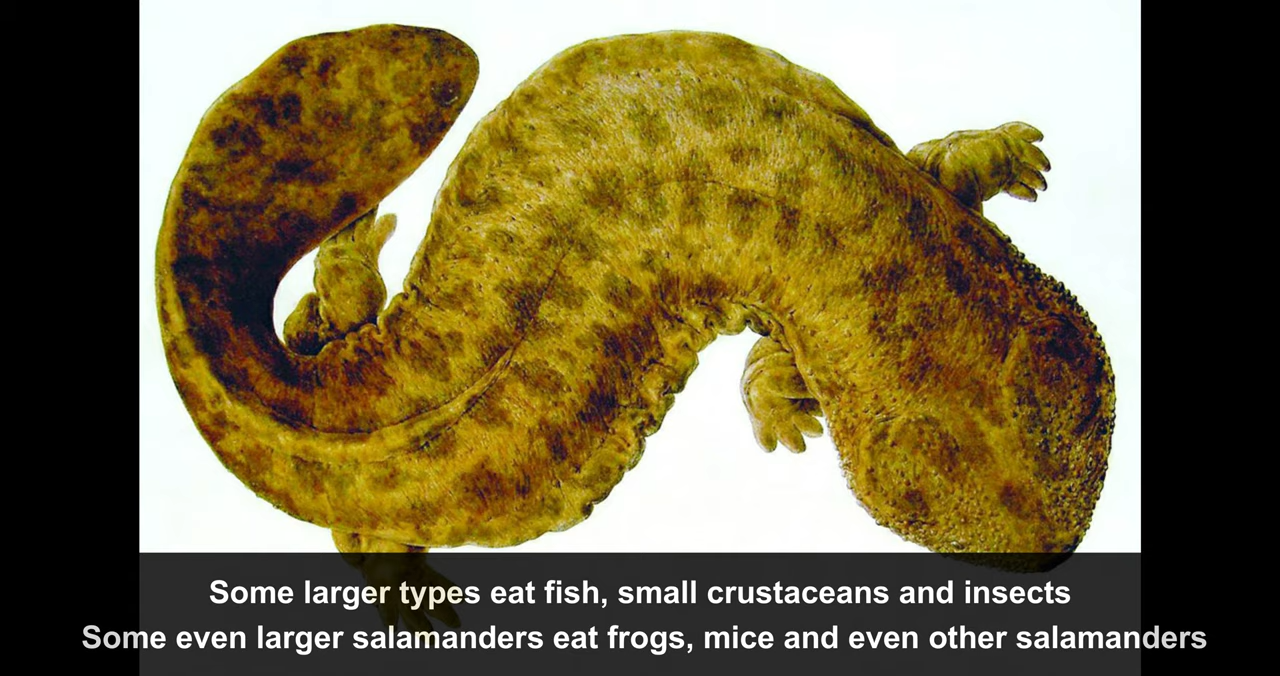 Some larger types eat fish, small crustaceans and insects
Some even larger salamanders eat frogs, mice and even other salamanders